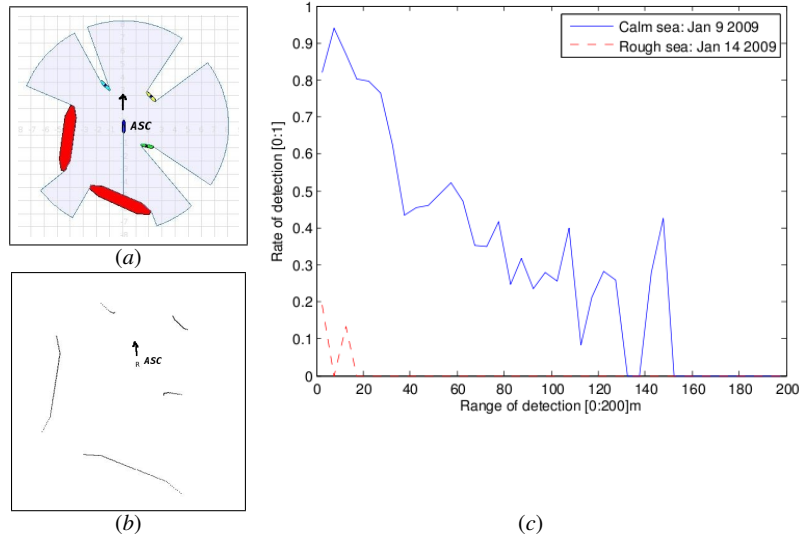 ASC
(a)
R ASC
(b)
Calm sea: Jan 9 2009
Rough sea: Jan 14 2009
Rate of detection [0:1]
1
0.9
0.8
0.7
0.6
0.5
0.4
0.3
0.2
0.1
0
0 20 40 60 80 100 120 140 160 180 200
Range of detection [0:200]m
(c)